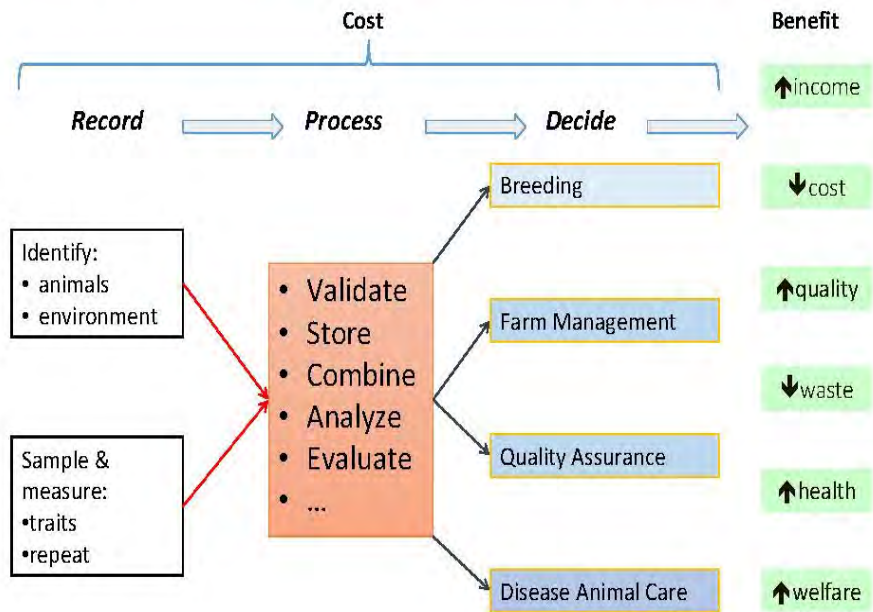 Cost
Benefit
Record
Process
Decide
Identify:
• animals
• environment
Sample &
measure:
•traits
•repeat
• Validate
• Store
• Combine
• Analyze
• Evaluate
• ...
Breeding
Farm Management
Quality Assurance
Disease Animal Care
↑income
↓cost
↑quality
↓waste
↑health
↑welfare